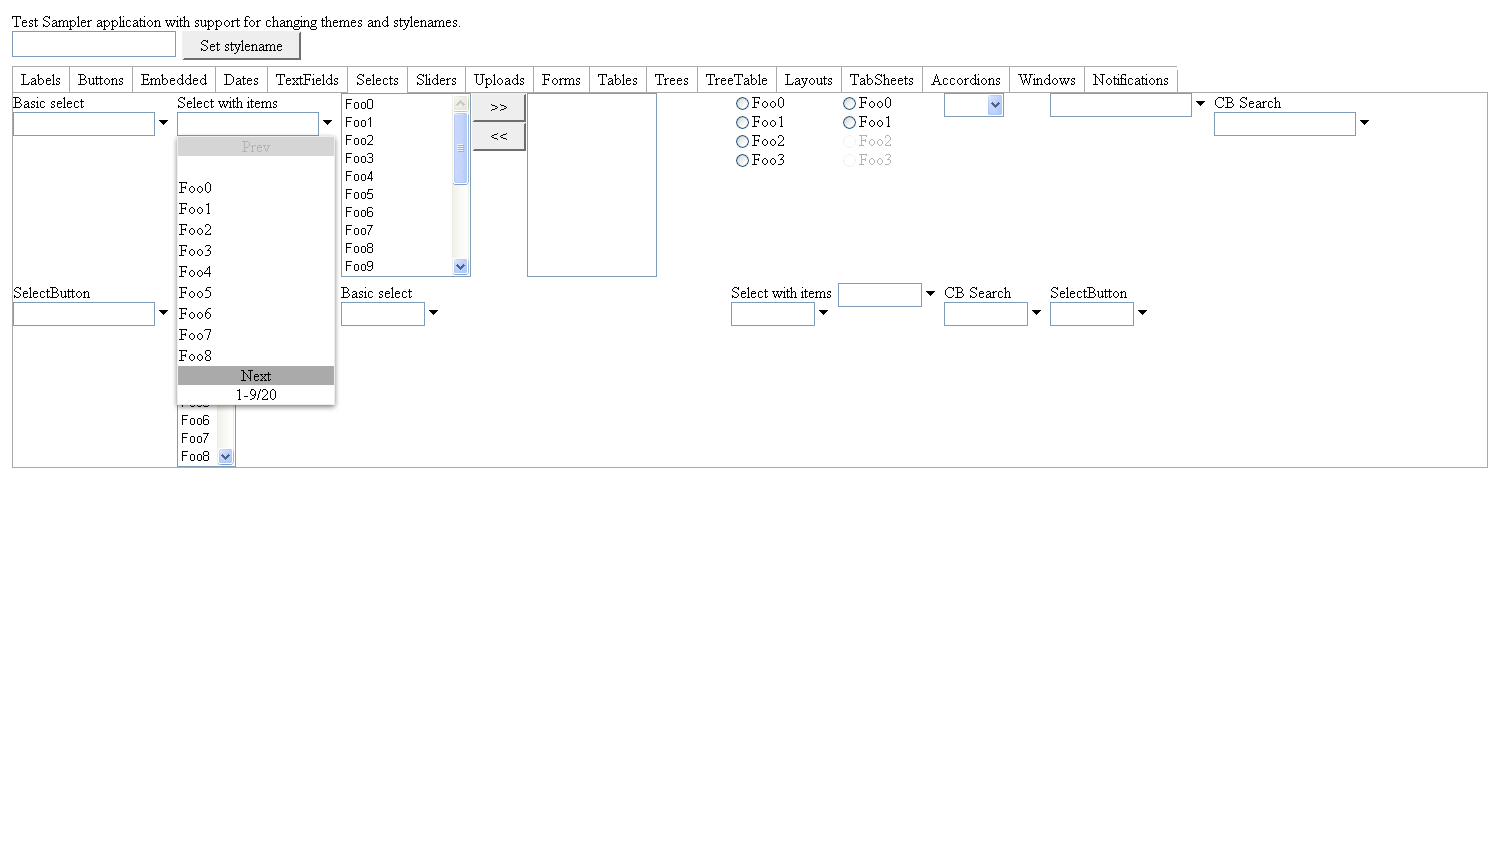 Test Sampler application with support for changing themes and stylenames.
Set stylename
Labels Buttons Embedded Dates TextFields Selects Sliders Uploads Forms Tables Trees TreeTable Layouts TabSheets Accordions Windows Notifications
Basic select
Select with items
Prev
Foo0
Foo1
Foo2
Foo3
Foo4
Foo5
Foo6
Foo7
Foo8
Next
1-9/20
Foo0
Foo1
Foo2
Foo3
Foo4
Foo5
Foo6
Foo7
Foo8
Foo9
>>
<<
Foo0
Foo1
Foo2
Foo3
Foo0
Foo1
Foo2
Foo3
CB Search
SelectButton
Foo6
Foo7
Foo8
Basic select
Select with items
CB Search
SelectButton